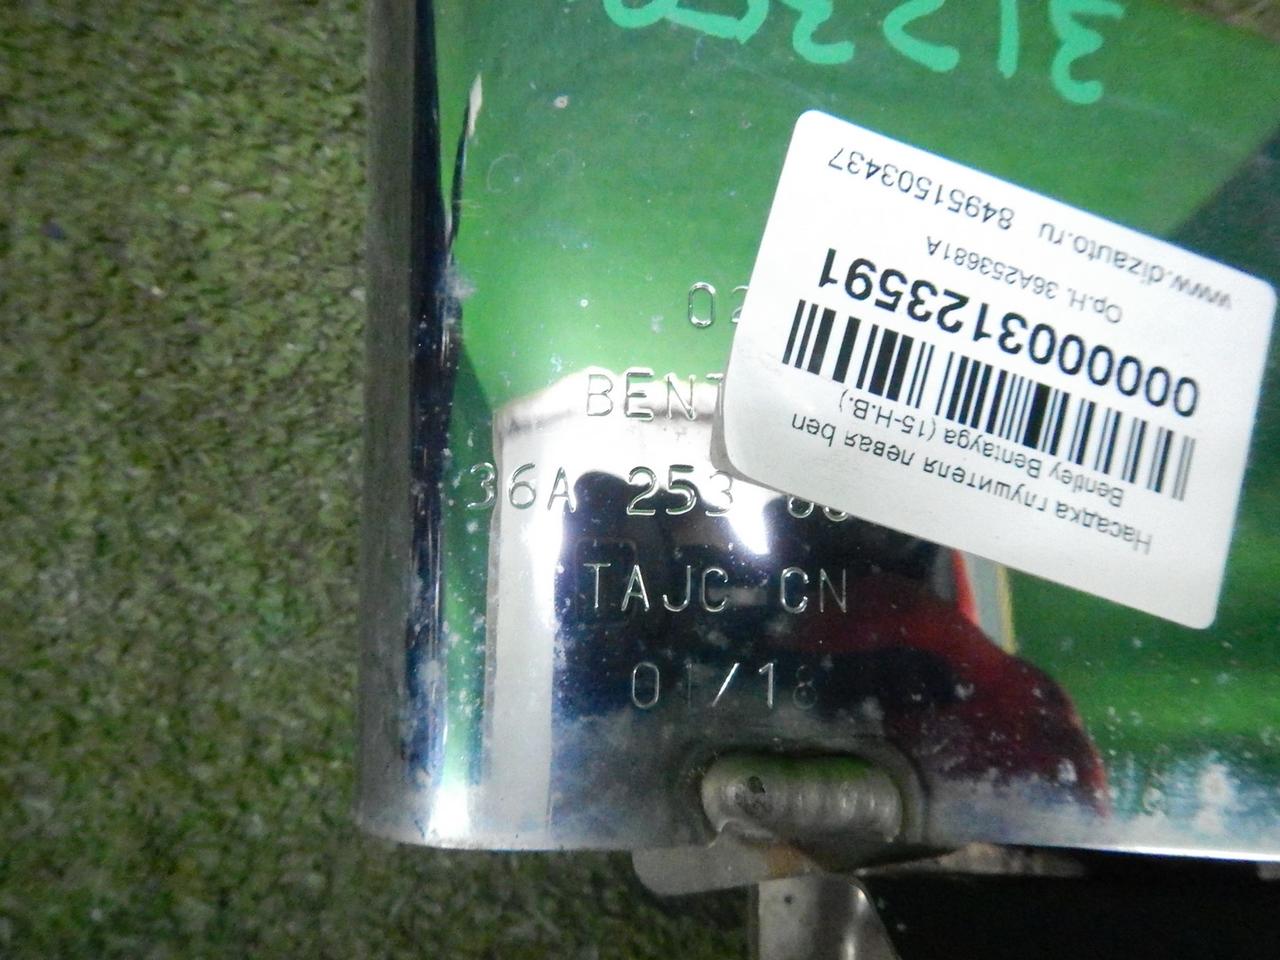 BENT
36A 253
TAJC CN
01/18
Насадка глушителя левая ben
Bentley Bentayga (15-Н.В.)
0000003123591
Ор.Н. 36A253681A
www.dizauto.ru 84951503437